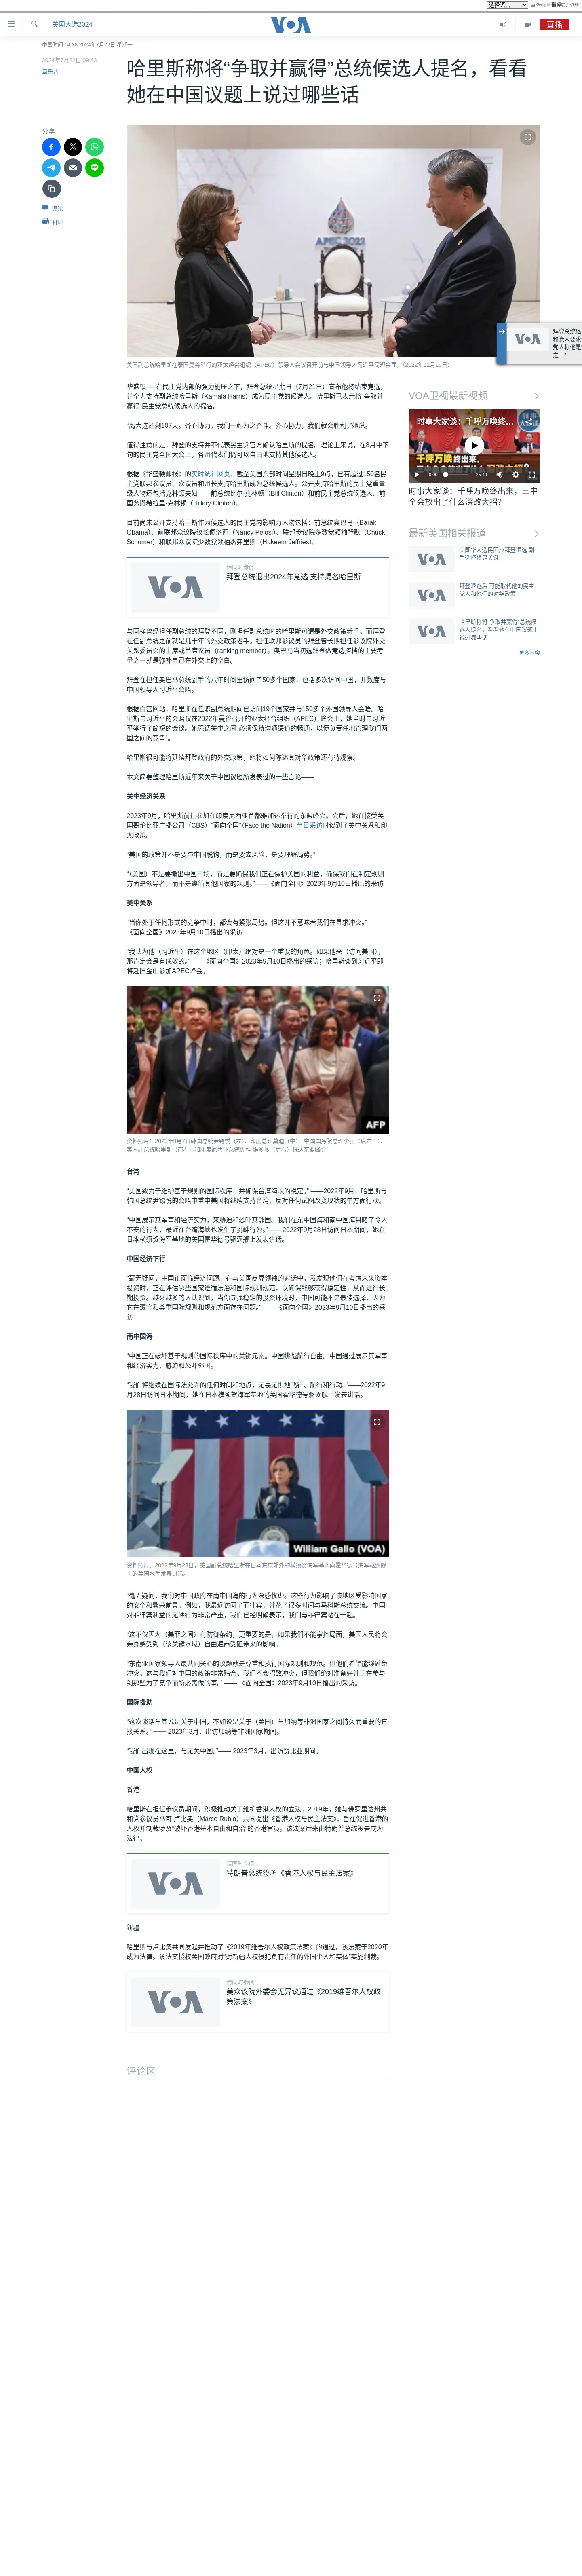 选择语言 由 Google 翻译强力驱动
美国大选2024
VOA
直播
中国时间 14:38 2024年7月22日 星期一
2024年7月22日 09:43
章乐古
哈里斯称将“争取并赢得”总统候选人提名，看看
她在中国议题上说过哪些话
分享
评论
打印
APEC 2022
美国副总统哈里斯在泰国曼谷举行的亚太经合组织（APEC）领导人会议召开前与中国领导人习近平简短会面。（2022年11月19日）
华盛顿 — 在民主党内部的强力施压之下，拜登总统星期日（7月21日）宣布他将结束竞选，
并全力支持副总统哈里斯（Kamala Harris）成为民主党的候选人。哈里斯已表示将“争取并
赢得”民主党总统候选人的提名。
“离大选还剩107天。齐心协力，我们一起为之奋斗。齐心协力，我们就会胜利，”她说。
值得注意的是，拜登的支持并不代表民主党官方确认哈里斯的提名。理论上来说，在8月中下
旬的民主党全国大会上，各州代表们仍可以自由地支持其他候选人。
根据《华盛顿邮报》的实时统计网页，截至美国东部时间星期日晚上9点，已有超过150名民
主党联邦参议员、众议员和州长支持哈里斯成为总统候选人。公开支持哈里斯的民主党重量
级人物还包括克林顿夫妇——前总统比尔·克林顿（Bill Clinton）和前民主党总统候选人、前
国务卿希拉里·克林顿（Hillary Clinton）。
目前尚未公开支持哈里斯作为候选人的民主党内影响力人物包括：前总统奥巴马（Barak
Obama）、前联邦众议院议长佩洛西（Nancy Pelosi）、联邦参议院多数党领袖舒默（Chuck
Schumer）和联邦众议院少数党领袖杰弗里斯（Hakeem Jeffries）。
请同时参阅：
拜登总统退出2024年竞选 支持提名哈里斯
VOA
与同样曾经担任副总统的拜登不同，刚担任副总统时的哈里斯可谓是外交政策新手。而拜登
在任副总统之前就是几十年的外交政策老手。担任联邦参议员的拜登曾长期担任参议院外交
关系委员会的主席或首席议员（ranking member）。奥巴马当初选拜登做竞选搭档的主要考
量之一就是弥补自己在外交上的空白。
拜登在担任奥巴马总统副手的八年时间里访问了50多个国家，包括多次访问中国，并数度与
中国领导人习近平会晤。
根据白宫网站，哈里斯在任职副总统期间已访问19个国家并与150多个外国领导人会晤。哈
里斯与习近平的会晤仅在2022年曼谷召开的亚太经合组织（APEC）峰会上，她当时与习近
平举行了简短的会谈。她强调美中之间“必须保持沟通渠道的畅通，以便负责任地管理我们两
国之间的竞争”。
哈里斯很可能将延续拜登政府的外交政策，她将如何陈述其对华政策还有待观察。
本文简要整理哈里斯近年来关于中国议题所发表过的一些言论——
美中经济关系
2023年9月，哈里斯前往参加在印度尼西亚首都雅加达举行的东盟峰会。会后，她在接受美
国哥伦比亚广播公司（CBS）“面向全国”（Face the Nation）节目采访时谈到了美中关系和印
太政策。
“美国的政策并不是要与中国脱钩，而是要去风险，是要理解局势。”
“（美国）不是要撤出中国市场，而是要确保我们正在保护美国的利益，确保我们在制定规则
方面是领导者，而不是遵循其他国家的规则。”——《面向全国》2023年9月10日播出的采访
美中关系
“当你处于任何形式的竞争中时，都会有紧张局势。但这并不意味着我们在寻求冲突。”——
《面向全国》2023年9月10日播出的采访
“我认为他（习近平）在这个地区（印太）绝对是一个重要的角色。如果他来（访问美国），
那肯定会是有成效的。”——《面向全国》2023年9月10日播出的采访；哈里斯谈到习近平即
将赴旧金山参加APEC峰会。
AFP
资料照片：2023年9月7日韩国总统尹锡悦（左）、印度总理莫迪（中）、中国国务院总理李强（后右二）、
美国副总统哈里斯（前右）和印度尼西亚总统佐科·维多多（后右）抵达东盟峰会
台湾
“美国致力于维护基于规则的国际秩序，并确保台湾海峡的稳定。” ——2022年9月，哈里斯与
韩国总统尹锡悦的会晤中重申美国将继续支持台湾，反对任何试图改变现状的单方面行动。
“中国展示其军事和经济实力，来胁迫和恐吓其邻国。我们在东中国海和南中国海目睹了令人
不安的行为，最近在台湾海峡也发生了挑衅行为。”—— 2022年9月28日访问日本期间，她在
日本横须贺海军基地的美国霍华德号驱逐舰上发表讲话。
中国经济下行
“毫无疑问，中国正面临经济问题。在与美国商界领袖的对话中，我发现他们在考虑未来资本
投资时，正在评估哪些国家遵循法治和国际规则规范，以确保能够获得稳定性，从而进行长
期投资。越来越多的人认识到，当你寻找稳定的投资环境时，中国可能不是最佳选择，因为
它在遵守和尊重国际规则和规范方面存在问题。” ——《面向全国》2023年9月10日播出的采
访
南中国海
“中国正在破坏基于规则的国际秩序中的关键元素。中国挑战航行自由。中国通过展示其军事
和经济实力，胁迫和恐吓邻国。
“我们将继续在国际法允许的任何时间和地点，无畏无惧地飞行、航行和行动。”——2022年9
月28日访问日本期间，她在日本横须贺海军基地的美国霍华德号驱逐舰上发表讲话。
William Gallo (VOA)
资料照片：2022年9月28日，美国副总统哈里斯在日本东京郊外的横须贺海军基地向霍华德号海军驱逐舰
上的美国水手发表讲话。
“毫无疑问，我们对中国政府在南中国海的行为深感忧虑。这些行为影响了该地区受影响国家
的安全和繁荣前景。例如，我最近访问了菲律宾，并花了很多时间与马科斯总统交流。中国
对菲律宾利益的无端行为非常严重，我们已经明确表示，我们与菲律宾站在一起。
“这不仅因为（美菲之间）有防御条约，更重要的是，如果我们不能掌控局面，美国人民将会
亲身感受到（该关键水域）自由通商受阻带来的影响。
“东南亚国家领导人最共同关心的议题就是尊重和执行国际规则和规范。但他们希望能够避免
冲突。这与我们对中国的政策非常贴合。我们不会招致冲突，但我们绝对准备好并正在参与
到那些为了竞争而所必需做的事。” —— 《面向全国》2023年9月10日播出的采访。
国际援助
“这次谈话与其说是关于中国，不如说是关于（美国）与加纳等非洲国家之间持久而重要的直
接关系。” —— 2023年3月，出访加纳等非洲国家期间。
“我们出现在这里，与无关中国。”—— 2023年3月，出访赞比亚期间。
中国人权
香港
哈里斯在担任参议员期间，积极推动关于维护香港人权的立法。2019年，她与佛罗里达州共
和党参议员马可·卢比奥（Marco Rubio）共同提出《香港人权与民主法案》，旨在促进香港的
人权并制裁涉及“破坏香港基本自由和自治”的香港官员。该法案后来由特朗普总统签署成为
法律。
请同时参阅：
特朗普总统签署《香港人权与民主法案》
VOA
新疆
哈里斯与卢比奥共同发起并推动了《2019年维吾尔人权政策法案》的通过，该法案于2020年
成为法律。该法案授权美国政府对“对新疆人权侵犯负有责任的外国个人和实体”实施制裁。
请同时参阅：
美众议院外委会无异议通过《2019维吾尔人权政
策法案》
VOA
评论区
VOA
拜登总统退
和党人要求
党人称他是
之一”
VOA卫视最新视频
时事大家谈：千呼万唤终...
千呼万唤 终出来，
0:00
25:49
时事大家谈：千呼万唤终出来，三中
全会放出了什么深改大招？
最新美国相关报道
VOA
美国华人选民回应拜登退选 副
手选择将是关键
VOA
拜登退选后 可能取代他的民主
党人和他们的对华政策
VOA
哈里斯称将“争取并赢得”总统候
选人提名，看看她在中国议题上
说过哪些话
更多内容